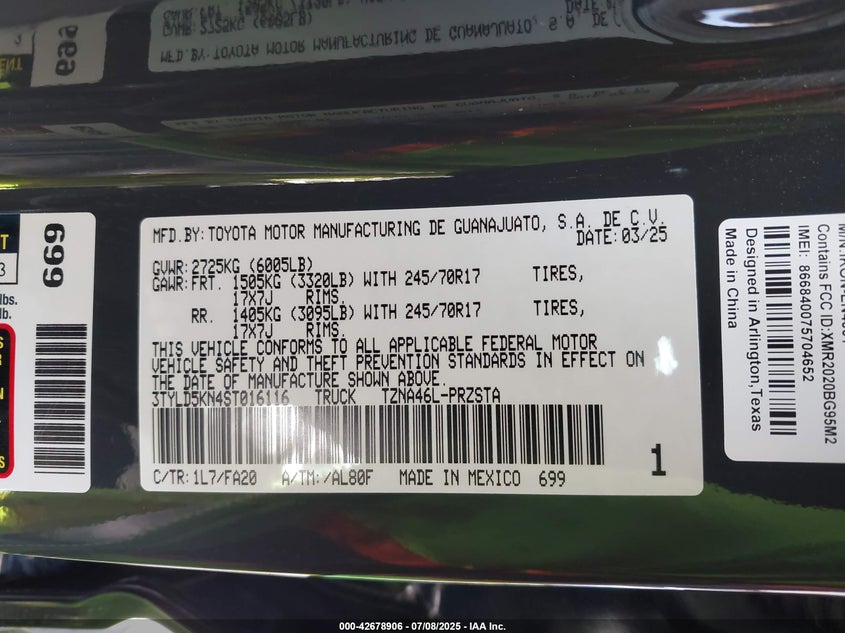 MFD.BY:TOYOTA MOTOR MANUFACTURING DE GUANAJUATO, S.A. DE C.V.
DATE:03/25
GVWR:2725KG (6005LB)
GAWR:FRT. 1505KG (3320LB) WITH 245/70R17 TIRES,
17X7J RIMS.
RR. 1405KG (3095LB) WITH 245/70R17 TIRES,
17X7J RIMS.
THIS VEHICLE CONFORMS TO ALL APPLICABLE FEDERAL MOTOR
VEHICLE SAFETY AND THEFT PREVENTION STANDARDS IN EFFECT ON
THE DATE OF MANUFACTURE SHOWN ABOVE.
3TYLD5KN4ST016116 TRUCK TZNA46L-PRZSTA
C/TR:1L7/FA20 A/TM:/AL80F MADE IN MEXICO 699
1
699
lbs.
lb.
Contains FCC ID:XMR2020BG95M2
IMEI: 866840075704652
Designed in Arlington,Texas
Made in China
000-42678906 - 07/08/2025 - IAA Inc.